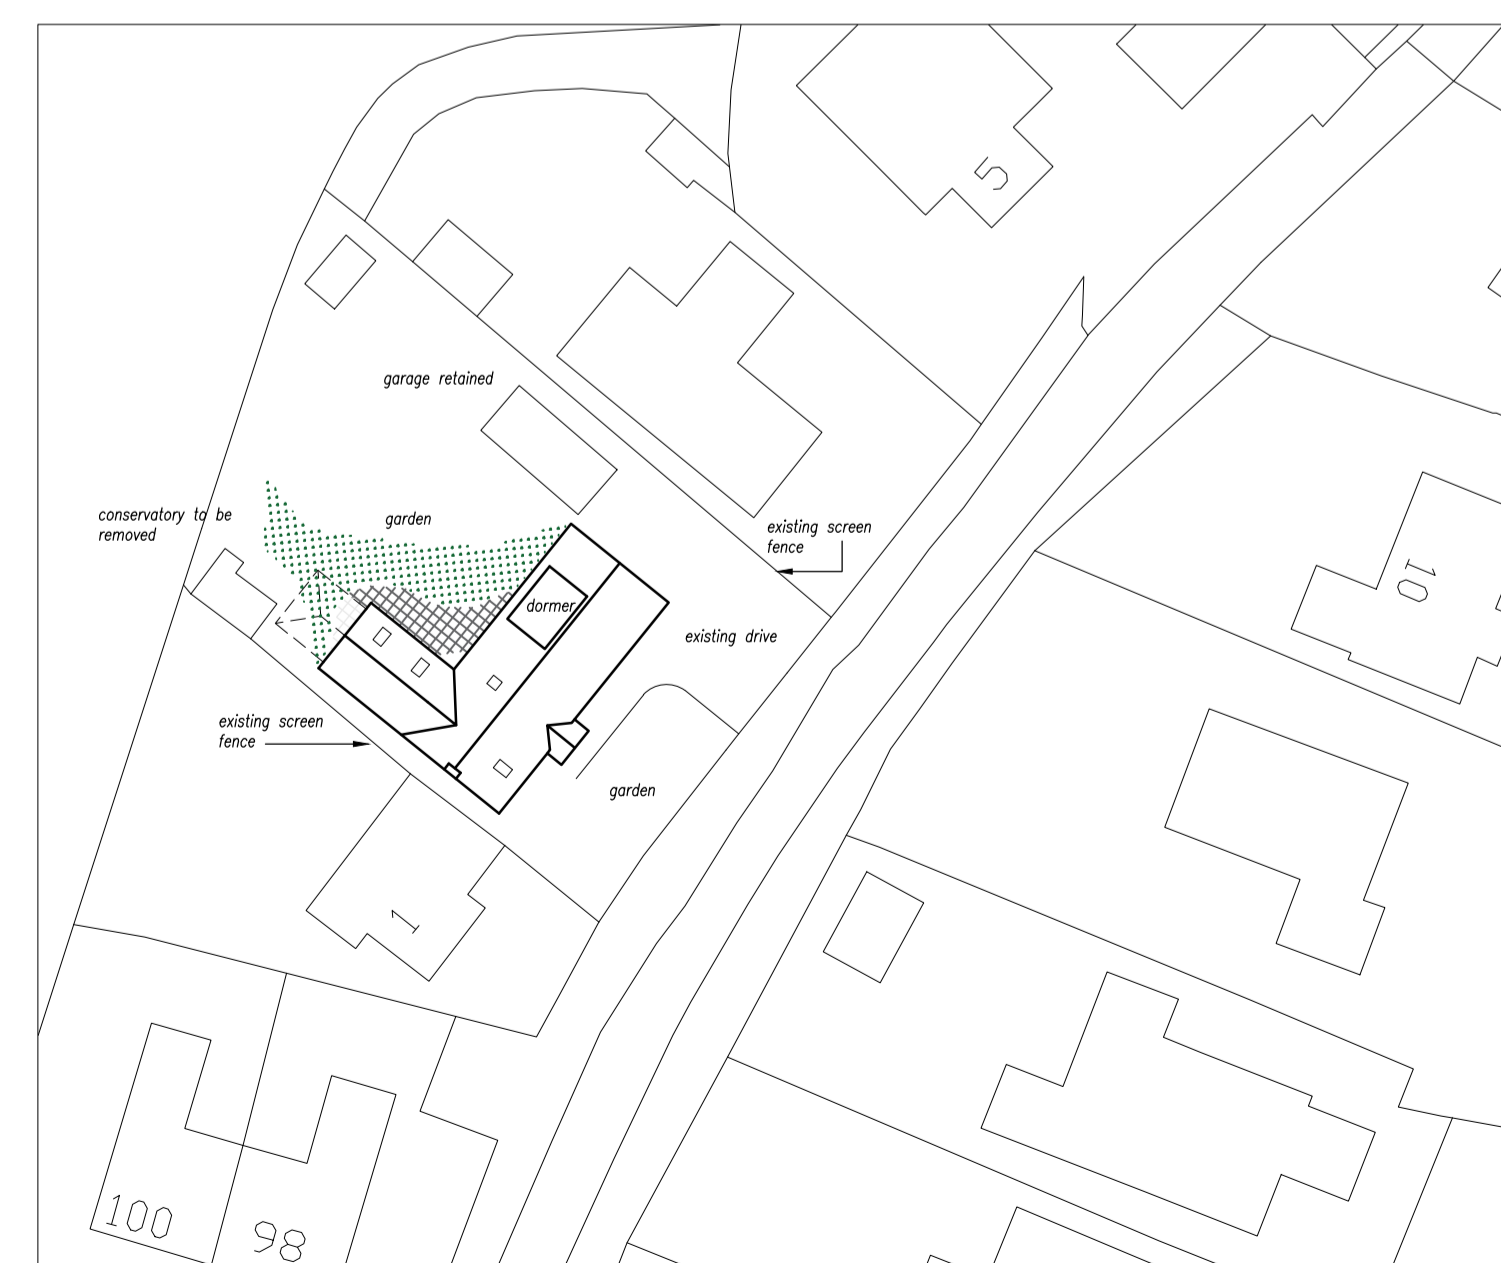 5
garage retained
conservatory to be
removed
garden
existing screen
fence
10
dormer
existing drive
existing screen
fence
garden
1
100
98